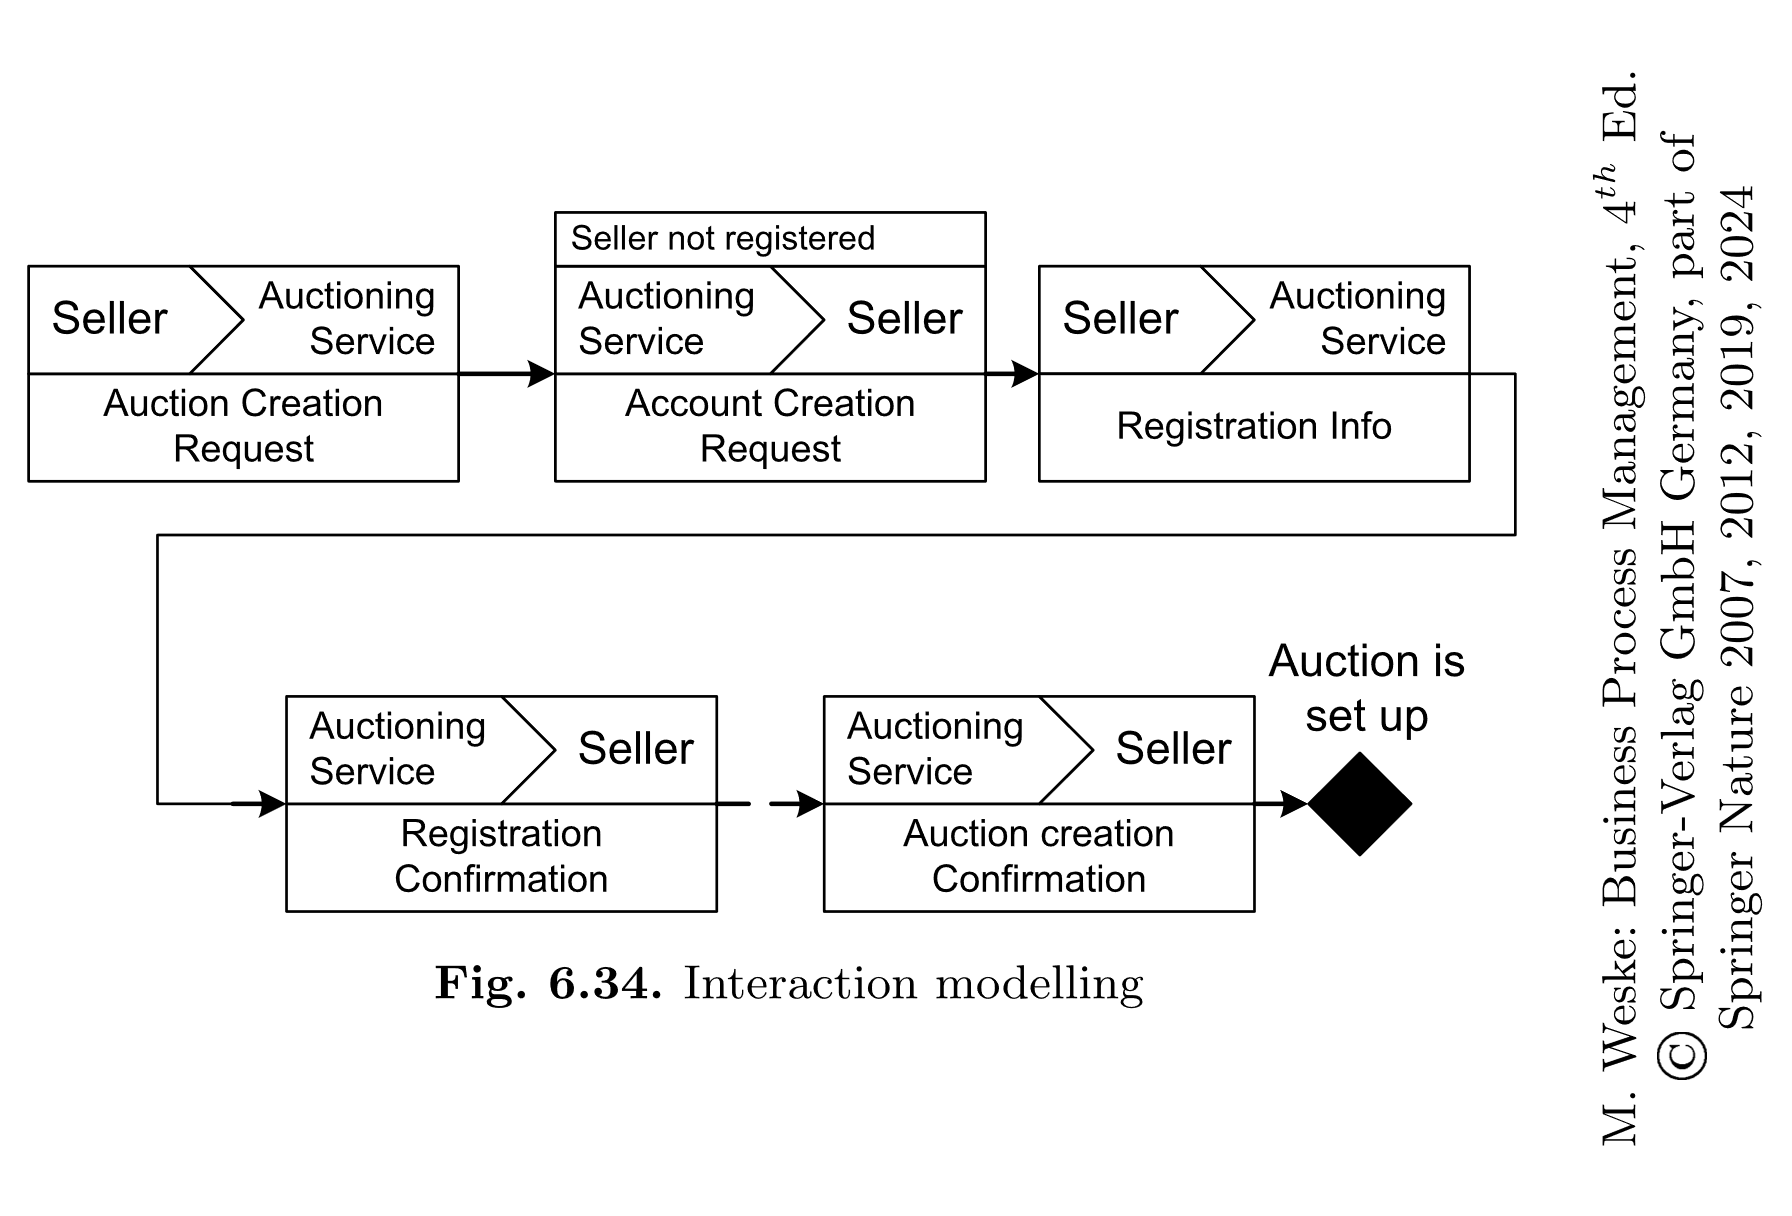 Seller
Auctioning
Service
Auction Creation
Request
Seller not registered
Auctioning
Service
Seller
Account Creation
Request
Seller
Auctioning
Service
Registration Info
Auctioning
Service
Seller
Registration
Confirmation
Auctioning
Service
Seller
Auction creation
Confirmation
Auction is
set up
Fig. 6.34. Interaction modelling
M. Weske: Business Process Management, 4th Ed.
© Springer-Verlag GmbH Germany, part of
Springer Nature 2007, 2012, 2019, 2024